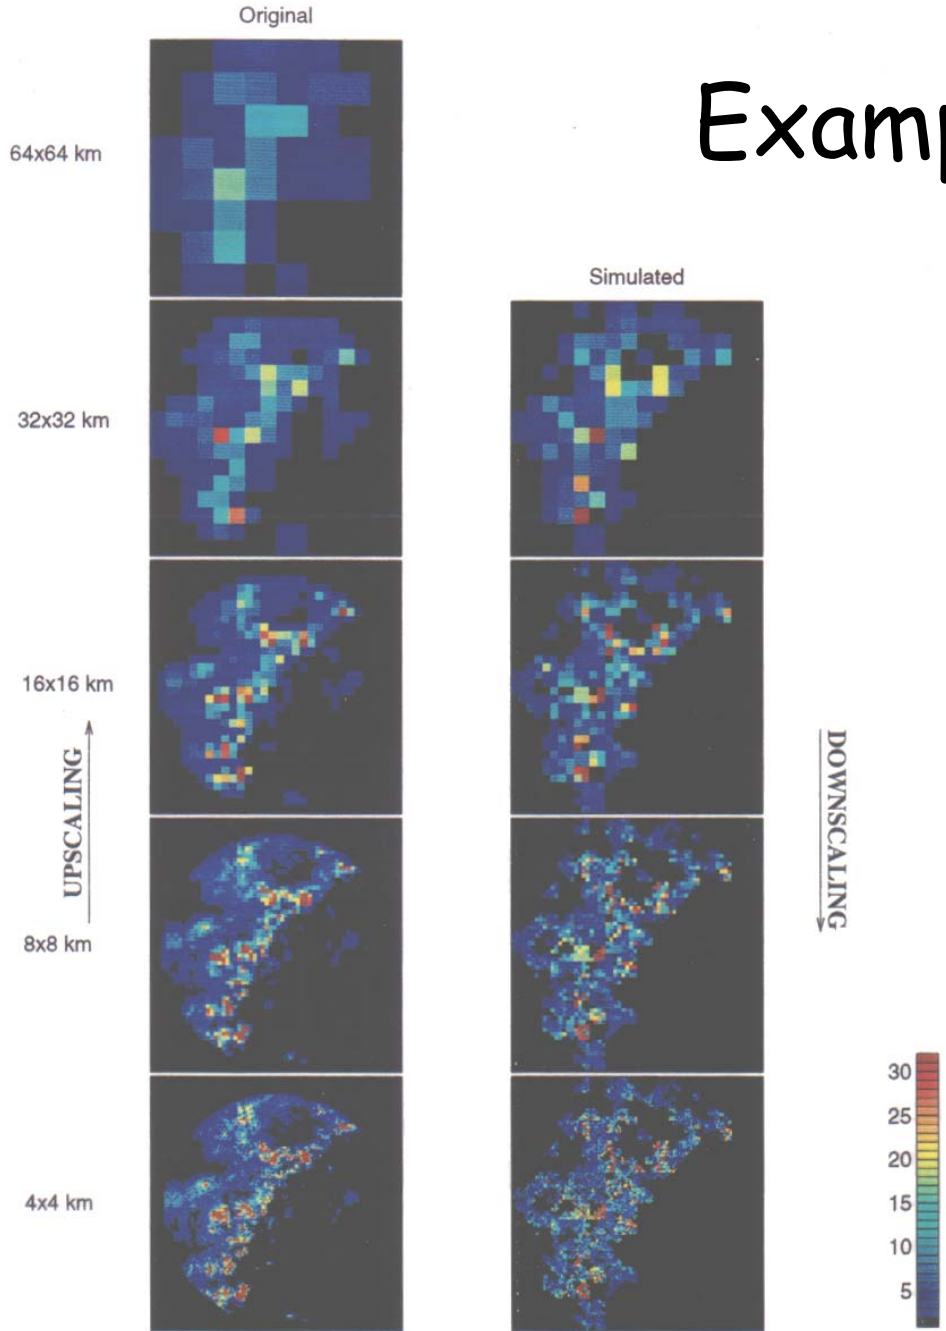 Original
Examp
64x64 km
Simulated
32x32 km
16x16 km
UPSCALING
DOWNSCALING
8x8 km
4x4 km
30
25
20
15
10
5